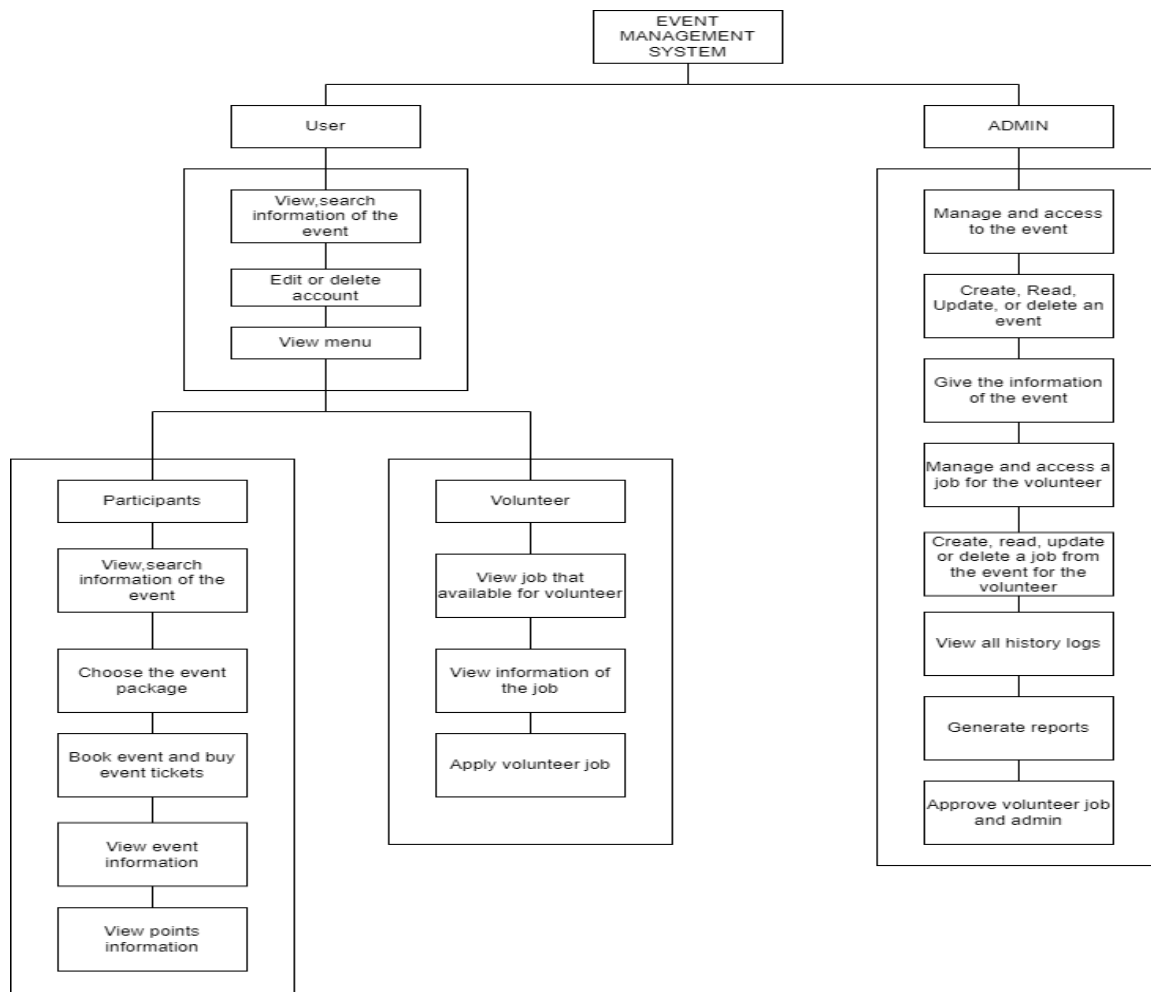 EVENT
MANAGEMENT
SYSTEM
User
ADMIN
View,search
information of the
event
Edit or delete
account
View menu
Participants
View,search
information of the
event
Choose the event
package
Book event and buy
event tickets
View event
information
View points
information
Volunteer
View job that
available for volunteer
View information of
the job
Apply volunteer job
Manage and access
to the event
Create, Read,
Update, or delete an
event
Give the information
of the event
Manage and access a
job for the volunteer
Create, read, update
or delete a job from
the event for the
volunteer
View all history logs
Generate reports
Approve volunteer job
and admin